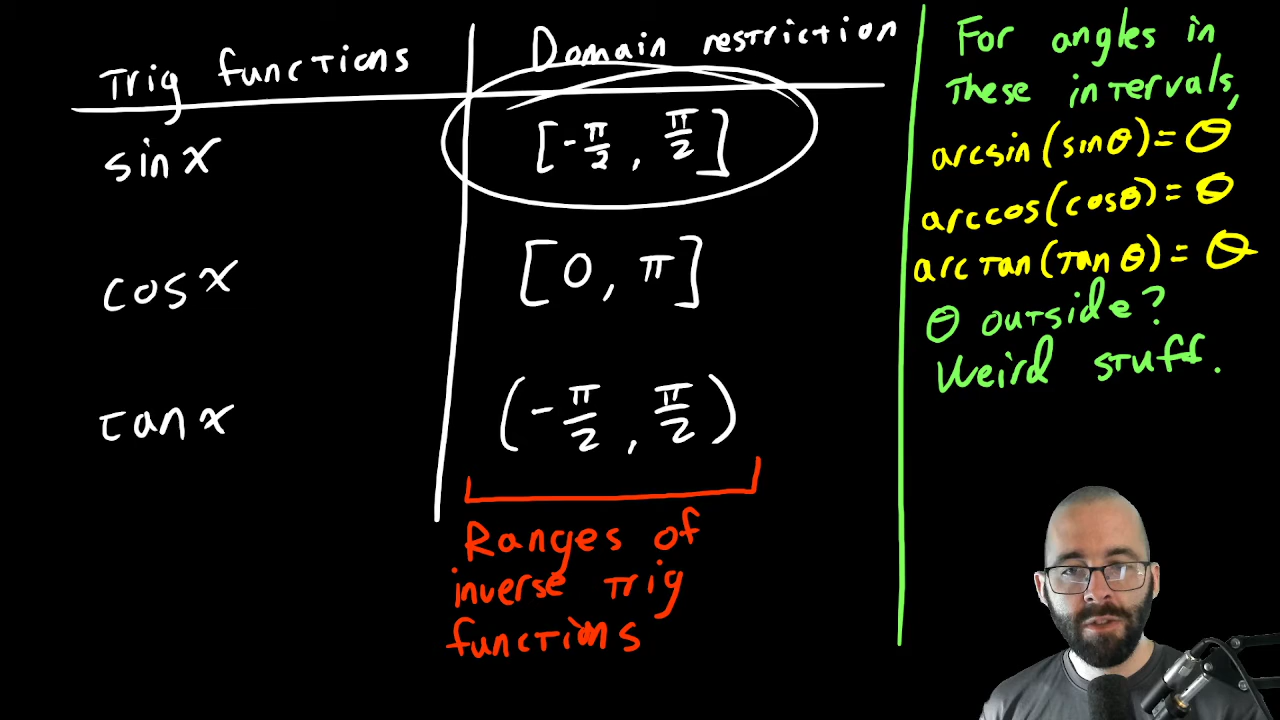 Trig functions
Domain restriction
sin x
[-π/2, π/2]
cos x
[0, π]
tan x
(-π/2, π/2)
Ranges of
inverse trig
functions
For angles in
these intervals,
arcsin(sinθ)=θ
arccos(cosθ)=θ
arctan(tanθ)=θ
θ outside?
Weird stuff.